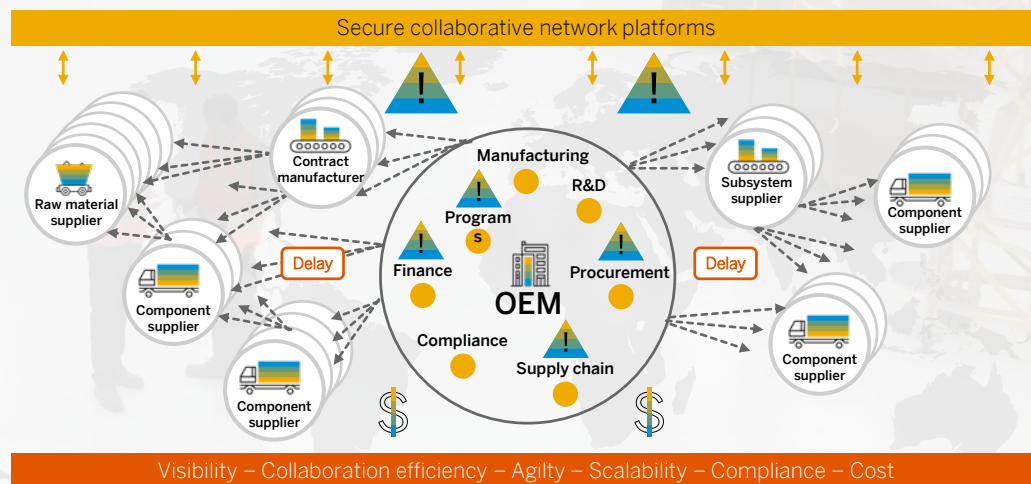 Secure collaborative network platforms
!
!
Contract
manufacturer
Raw material
supplier
Manufacturing
R&D
!
Program
s
Subsystem
supplier
Component
supplier
!
Finance
!
Procurement
Delay
Delay
OEM
Component
supplier
Compliance
!
Supply chain
Component
supplier
Component
supplier
$
$
Visibility – Collaboration efficiency – Agilty – Scalability – Compliance – Cost